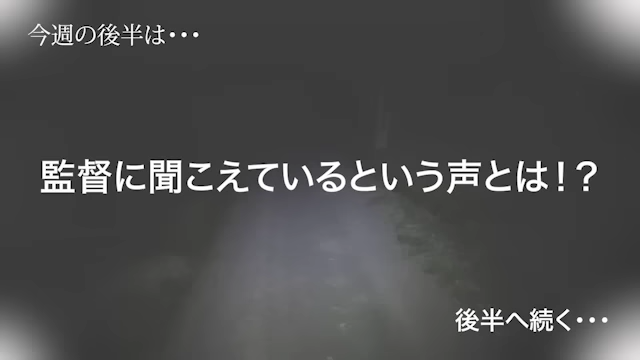 今週の後半は・・・
監督に聞こえているという声とは！？
後半へ続く・・・